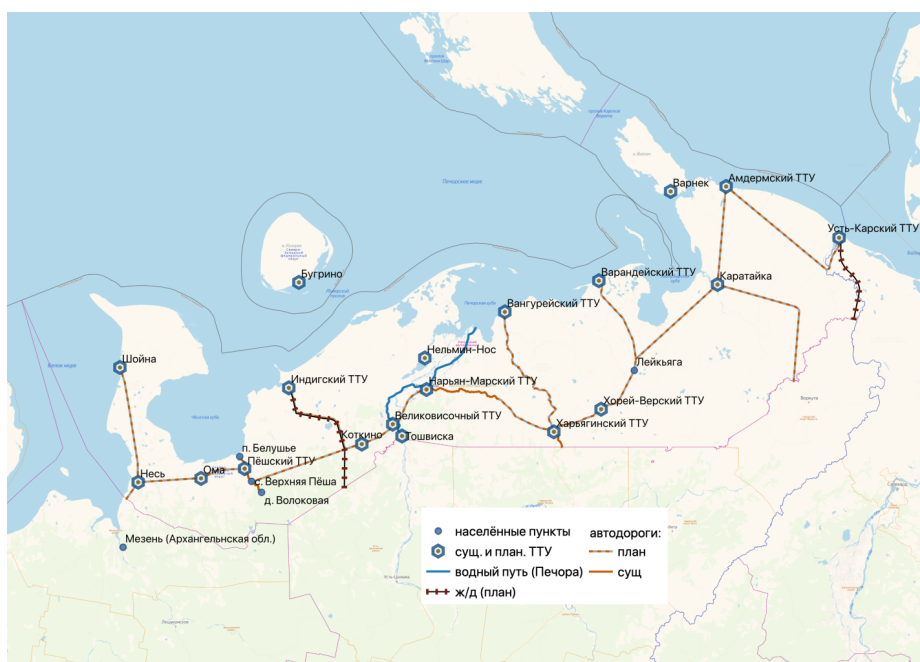 Печорское море
о. Вайгач
Варнек
Амдермский ТТУ
Усть-Карский ТТУ
Бугрино
Варандейский ТТУ
Каратайка
Вангурейский ТТУ
Шойна
Нельмин-Нос
Лейкьяга
Индигский ТТУ
Нарьян-Марский ТТУ
Великовисочный ТТУ
Хорей-Верский ТТУ
Харьягинский ТТУ
Коткино
Тошвиска
п. Белушье
Пёшский ТТУ
Несь
Ома
с. Верхняя Пёша
д. Волоковая
Мезень (Архангельская обл.)
Воркута
населённые пункты
сущ. и план. ТТУ
водный путь (Печора)
ж/д (план)
автодороги:
план
сущ